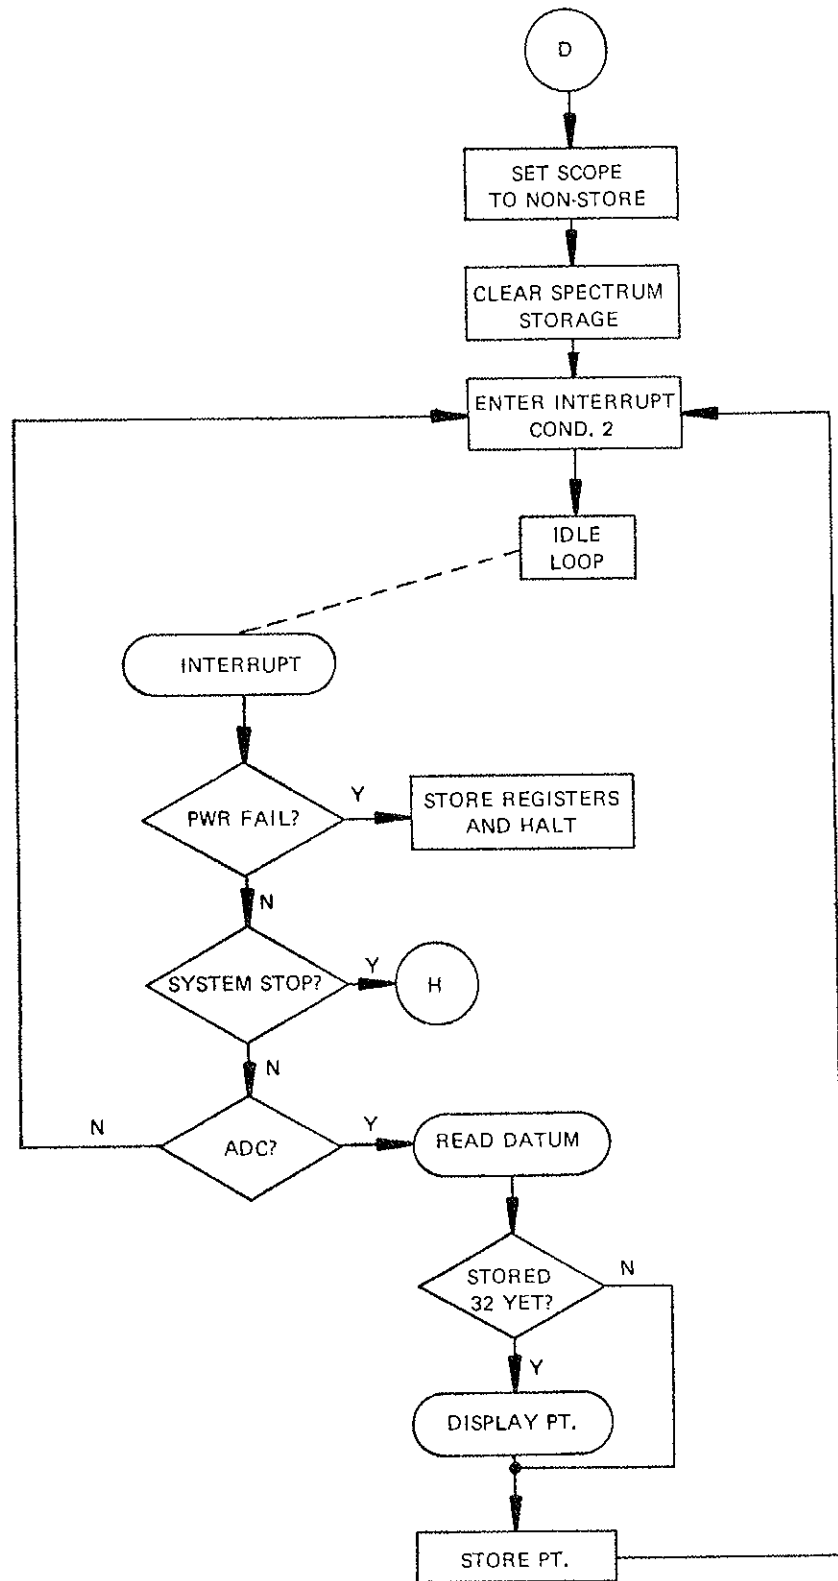 D
SET SCOPE
TO NON-STORE
CLEAR SPECTRUM
STORAGE
ENTER INTERRUPT
COND. 2
IDLE
LOOP
INTERRUPT
PWR FAIL?
Y
STORE REGISTERS
AND HALT
N
SYSTEM STOP?
Y
H
N
N
ADC?
Y
READ DATUM
STORED
32 YET?
N
Y
DISPLAY PT.
STORE PT.